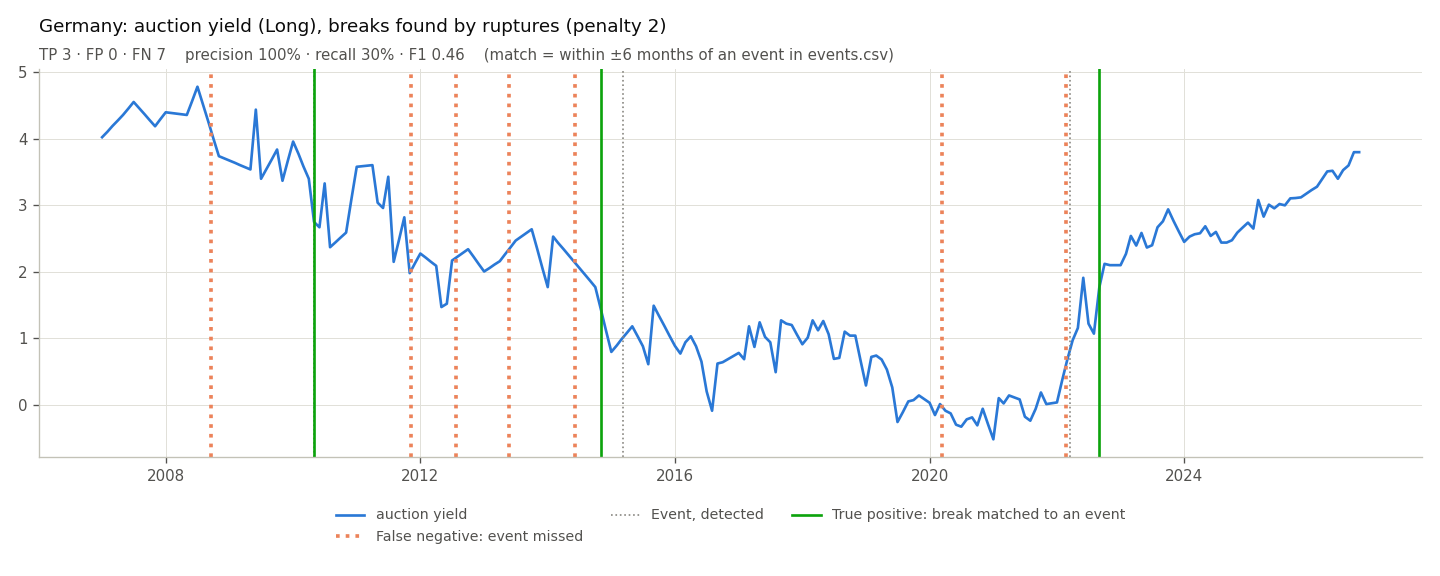 Germany: auction yield (Long), breaks found by ruptures (penalty 2)
TP 3 · FP 0 · FN 7    precision 100% · recall 30% · F1 0.46    (match = within ±6 months of an event in events.csv)
5
4
3
2
1
0
2008 2012 2016 2020 2024
auction yield
False negative: event missed
Event, detected
True positive: break matched to an event